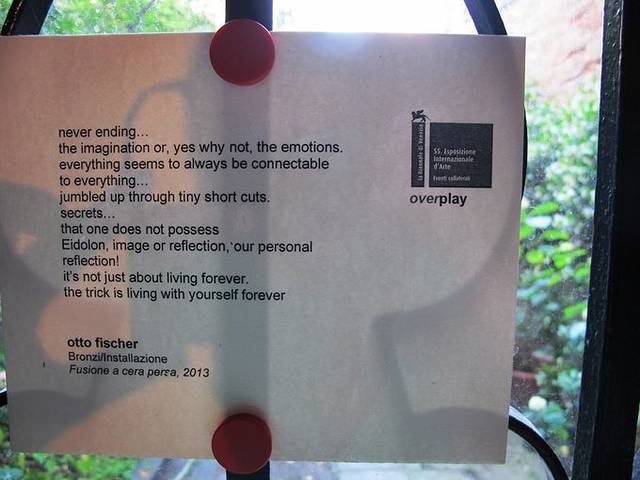 never ending...
the imagination or, yes why not, the emotions.
everything seems to always be connectable
to everything...
jumbled up through tiny short cuts.
secrets...
that one does not possess
Eidolon, image or reflection, our personal
reflection!
it's not just about living forever.
the trick is living with yourself forever
otto fischer
Bronzi/Installazione
Fusione a cera persa, 2013
la Biennale di Venezia
55. Esposizione
Internazionale
d'Arte
Eventi collaterali
overplay